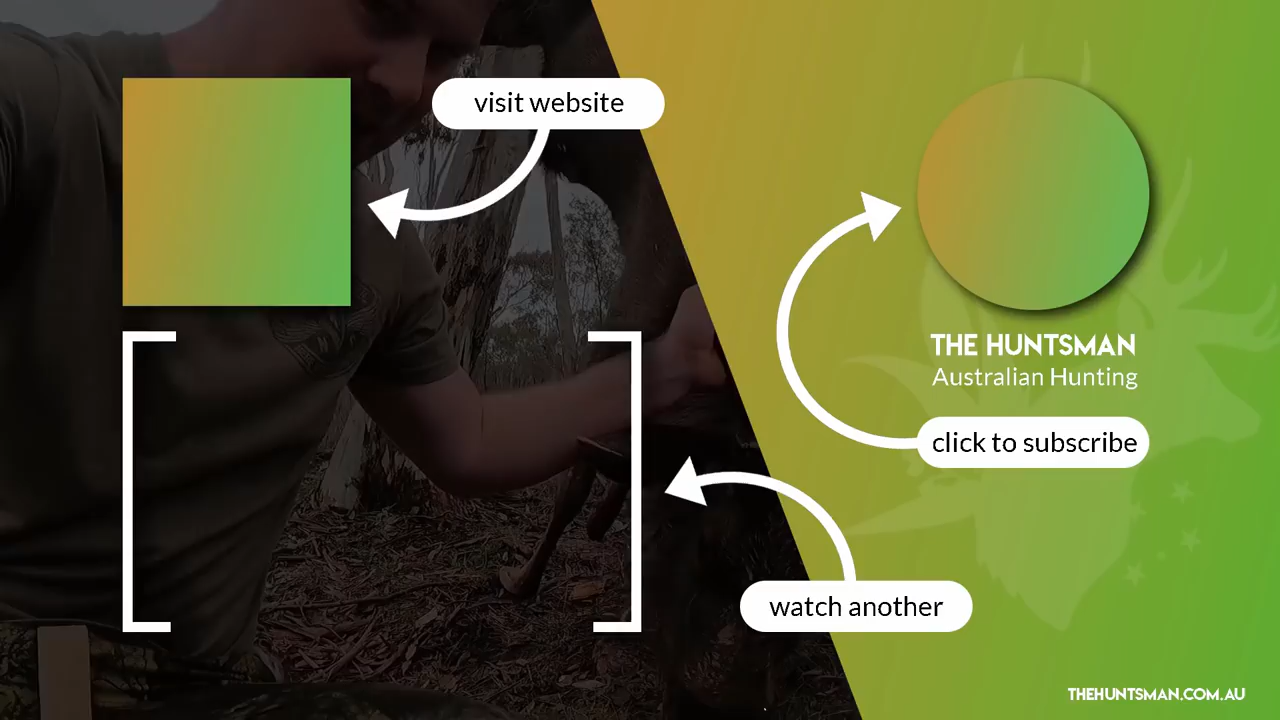 visit website
THE HUNTSMAN
Australian Hunting
click to subscribe
watch another
THEHUNTSMAN.COM.AU